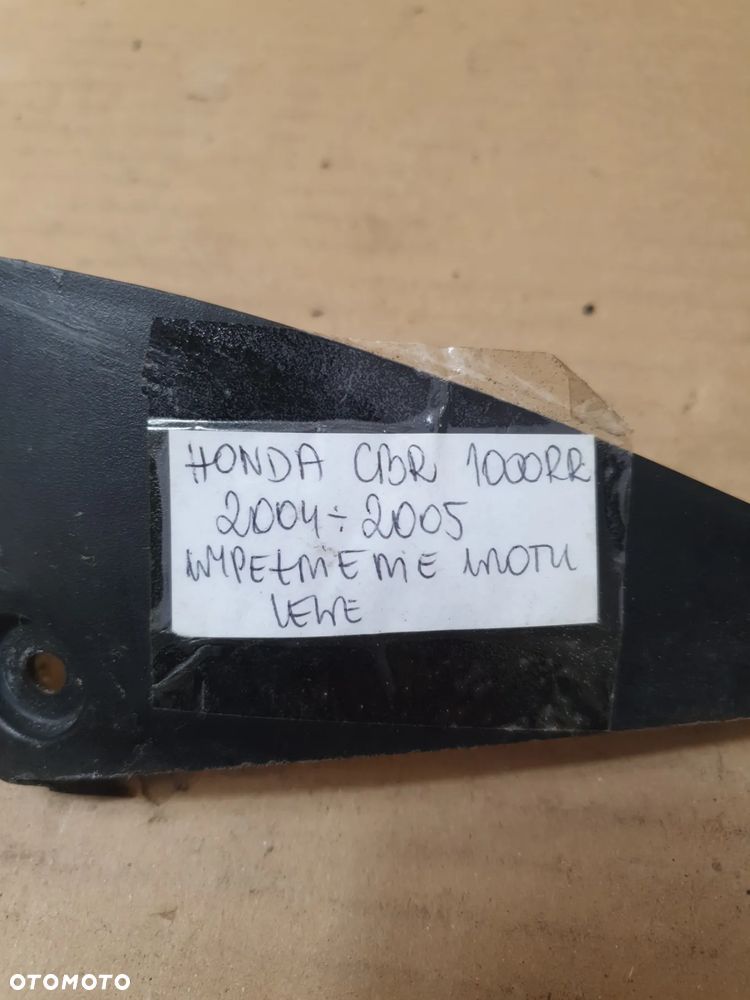 HONDA CBR 1000RR
2004÷2005
WYPEŁNIENIE WLOTU
LEWE
OTOMOTO